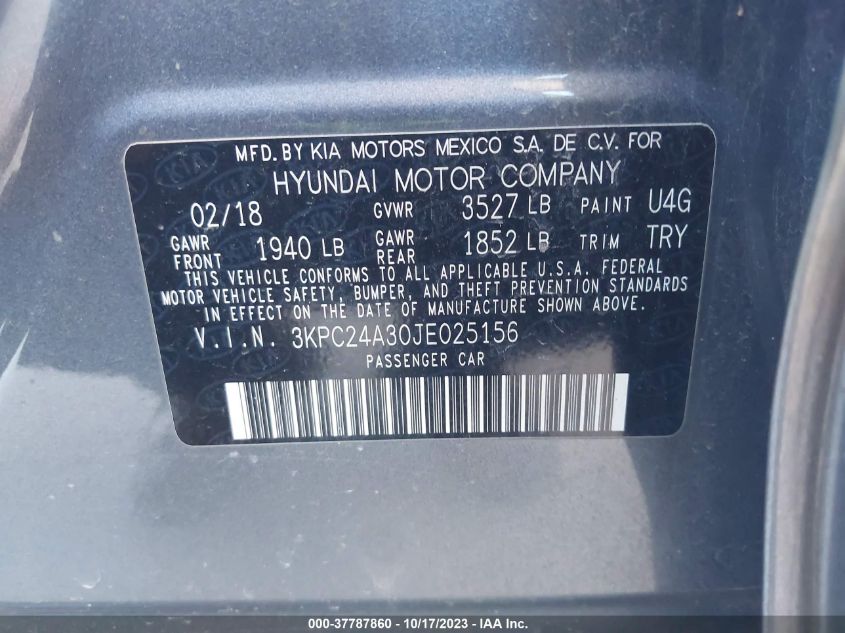 MFD. BY KIA MOTORS MEXICO S.A. DE C.V. FOR
HYUNDAI MOTOR COMPANY
02/18 GVWR 3527 LB PAINT U4G
GAWR FRONT 1940 LB GAWR REAR 1852 LB TRIM TRY
THIS VEHICLE CONFORMS TO ALL APPLICABLE U.S.A. FEDERAL
MOTOR VEHICLE SAFETY, BUMPER, AND THEFT PREVENTION STANDARDS
IN EFFECT ON THE DATE OF MANUFACTURE SHOWN ABOVE.
V.I.N. 3KPC24A30JE025156
PASSENGER CAR
000-37787860 - 10/17/2023 - www.iaai.com